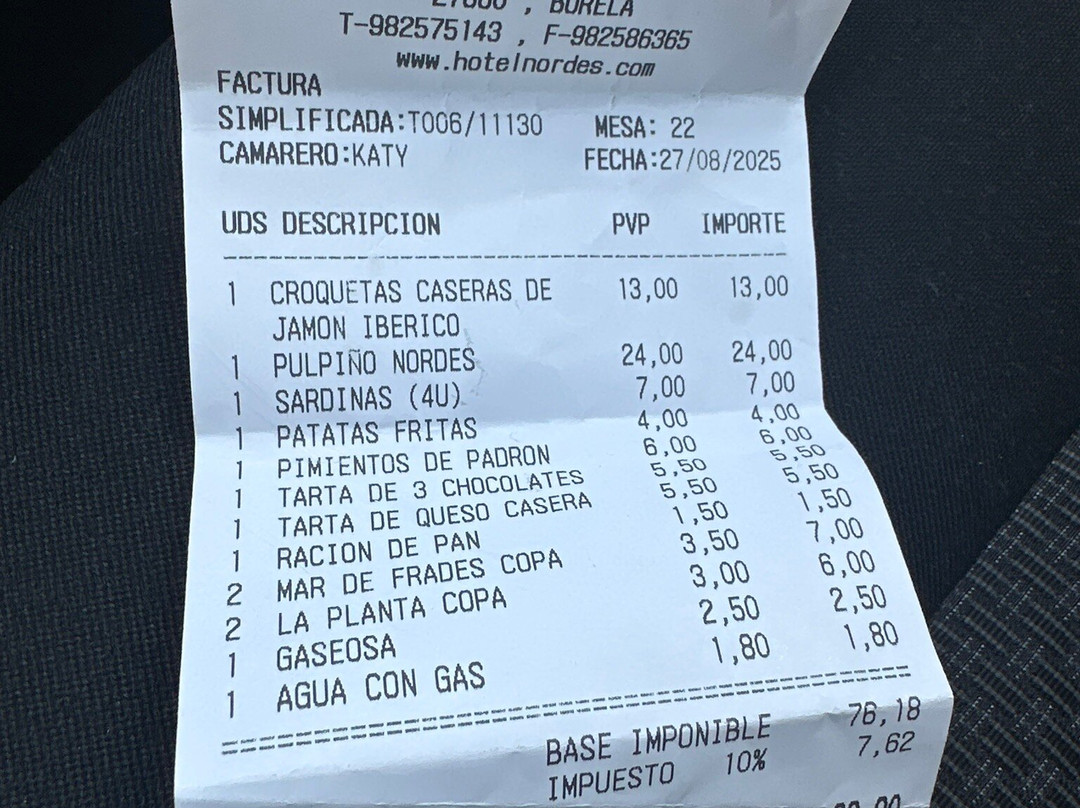 , BURELA
T-982575143 , F-982586365
www.hotelnordes.com
FACTURA
SIMPLIFICADA:T006/11130 MESA: 22
CAMARERO:KATY FECHA:27/08/2025
UDS DESCRIPCION PVP IMPORTE
1 CROQUETAS CASERAS DE 13,00 13,00
JAMON IBERICO
1 PULPIÑO NORDES 24,00 24,00
1 SARDINAS (4U) 7,00 7,00
1 PATATAS FRITAS 4,00 4,00
1 PIMIENTOS DE PADRON 6,00 6,00
1 TARTA DE 3 CHOCOLATES 5,50 5,50
1 TARTA DE QUESO CASERA 5,50 5,50
1 RACION DE PAN 1,50 1,50
2 MAR DE FRADES COPA 3,50 7,00
2 LA PLANTA COPA 3,00 6,00
1 GASEOSA 2,50 2,50
1 AGUA CON GAS 1,80 1,80
BASE IMPONIBLE 76,18
IMPUESTO 10% 7,62